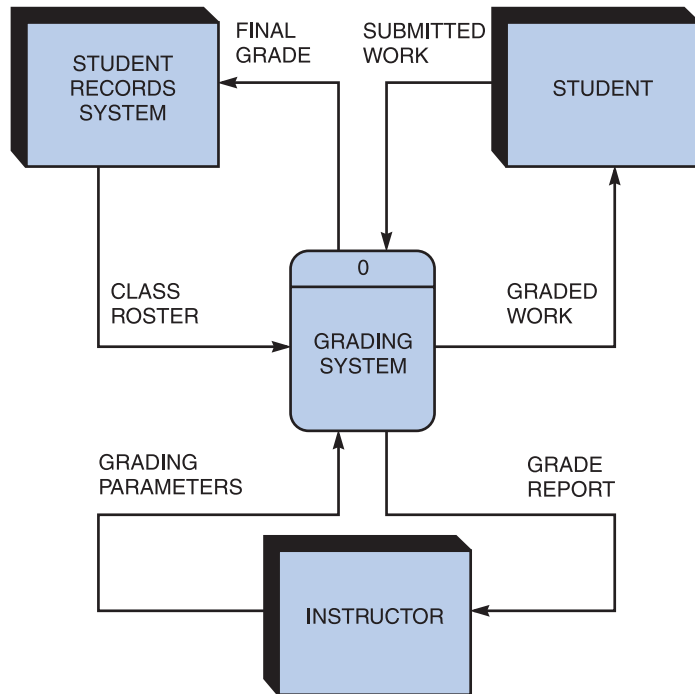 FINAL
GRADE
SUBMITTED
WORK
STUDENT
RECORDS
SYSTEM
STUDENT
0
CLASS
ROSTER
GRADED
WORK
GRADING
SYSTEM
GRADING
PARAMETERS
GRADE
REPORT
INSTRUCTOR